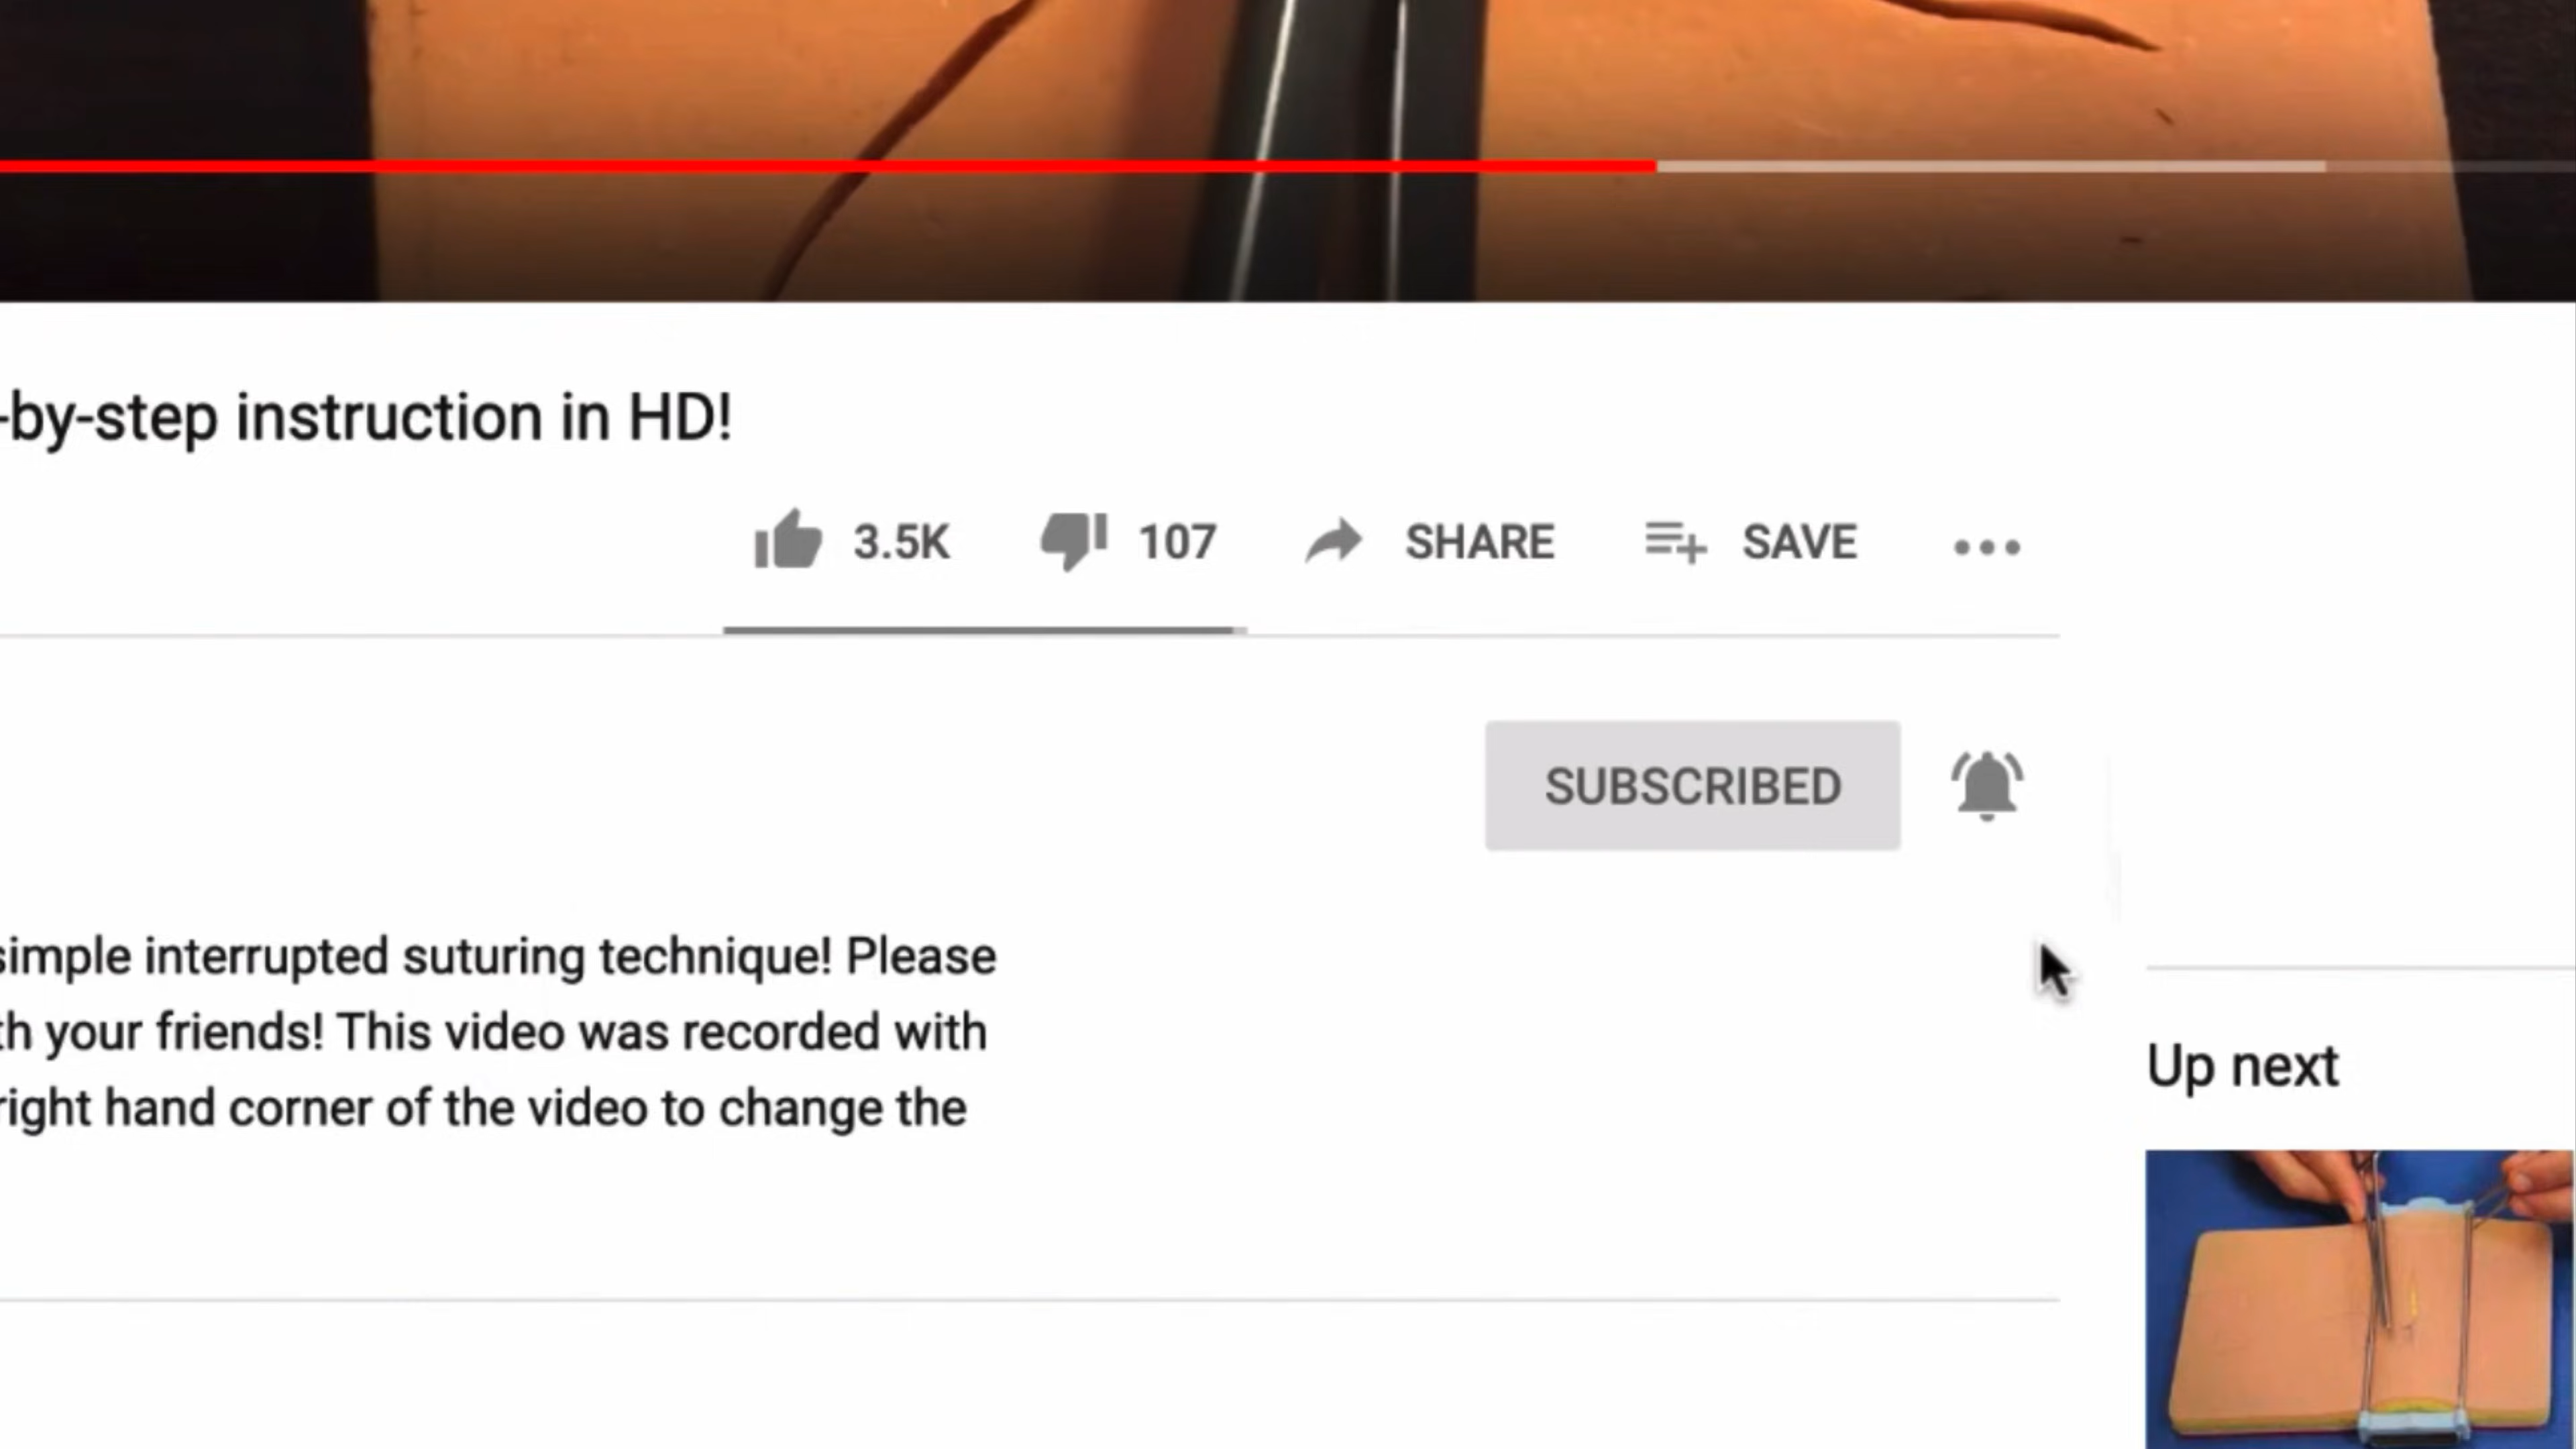 -by-step instruction in HD!
3.5K 107 SHARE SAVE
SUBSCRIBED
simple interrupted suturing technique! Please
th your friends! This video was recorded with
right hand corner of the video to change the
Up next